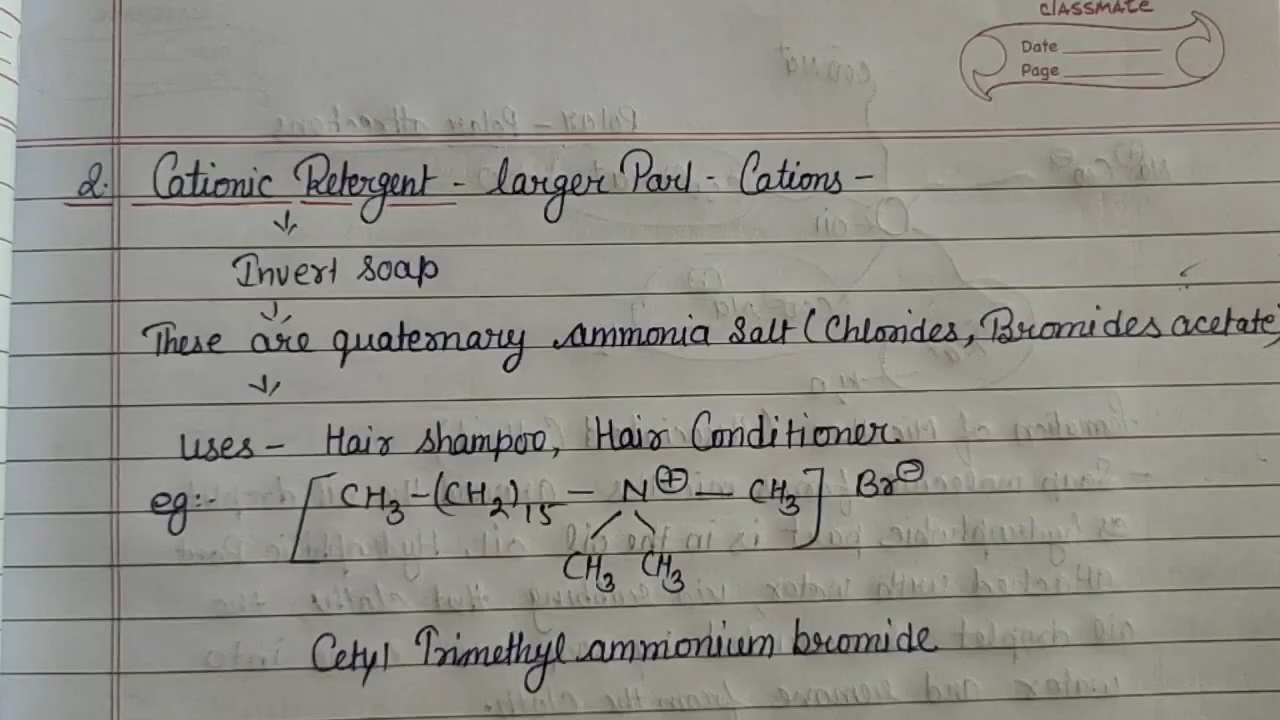 classmate
Date
Page
2. Cationic Detergent - larger Part - Cations -
Invert soap
These are quaternary ammonia salt (Chlorides, Bromides acetate)
uses - Hair shampoo, Hair Conditioner.
eg:- [CH3-(CH2)15 - N⊕ - CH3] Br⊖
CH3 CH3
Cetyl Trimethyl ammonium bromide